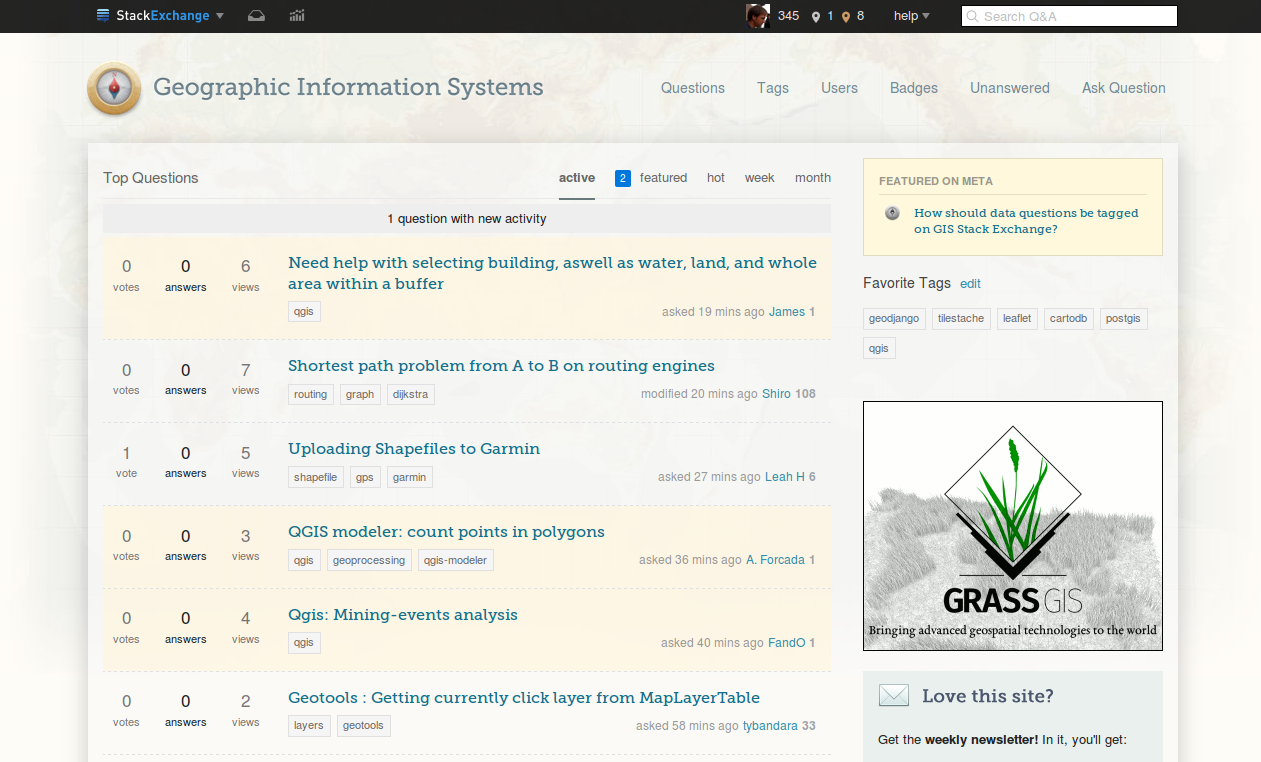 StackExchange
345 1 8 help Search Q&A
Geographic Information Systems
Questions Tags Users Badges Unanswered Ask Question
Top Questions
active 2 featured hot week month
1 question with new activity
0 votes 0 answers 6 views
Need help with selecting building, aswell as water, land, and whole
area within a buffer
qgis
asked 19 mins ago James 1
0 votes 0 answers 7 views
Shortest path problem from A to B on routing engines
routing graph dijkstra
modified 20 mins ago Shiro 108
1 vote 0 answers 5 views
Uploading Shapefiles to Garmin
shapefile gps garmin
asked 27 mins ago Leah H 6
0 votes 0 answers 3 views
QGIS modeler: count points in polygons
qgis geoprocessing qgis-modeler
asked 36 mins ago A. Forcada 1
0 votes 0 answers 4 views
Qgis: Mining-events analysis
qgis
asked 40 mins ago FandO 1
0 votes 0 answers 2 views
Geotools : Getting currently click layer from MapLayerTable
layers geotools
asked 58 mins ago tybandara 33
FEATURED ON META
How should data questions be tagged
on GIS Stack Exchange?
Favorite Tags edit
geodjango tilestache leaflet cartodb postgis
qgis
GRASS GIS
Bringing advanced geospatial technologies to the world
Love this site?
Get the weekly newsletter! In it, you'll get: